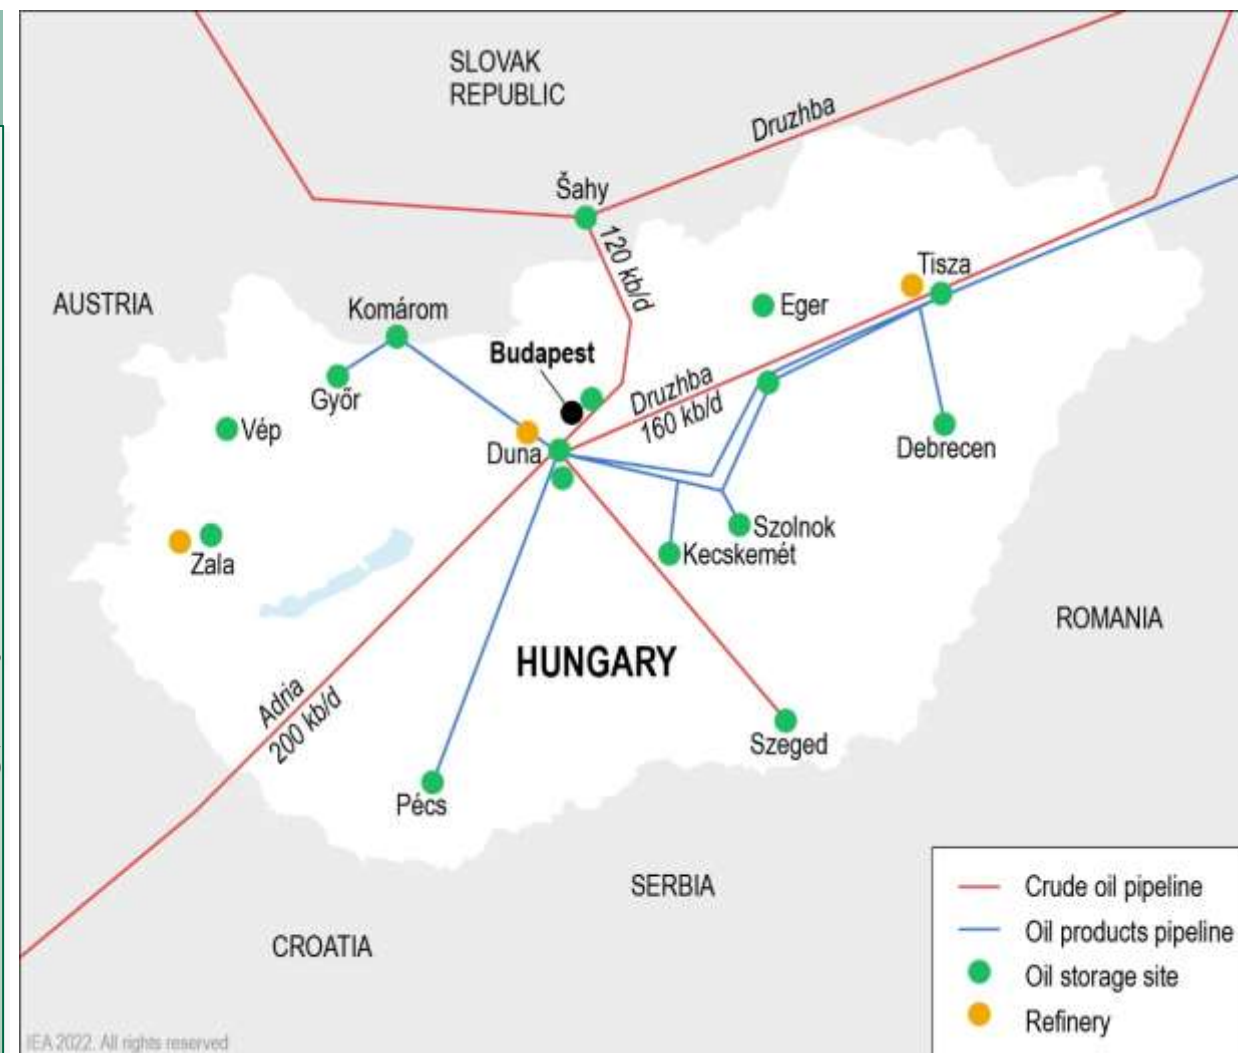 SLOVAK
REPUBLIC
Druzhba
Šahy
120 kb/d
Tisza
AUSTRIA
Komárom
Eger
Budapest
Druzhba
160 kb/d
Győr
Vép
Duna
Debrecen
Szolnok
Kecskemét
Zala
ROMANIA
HUNGARY
Adria
200 kb/d
Szeged
Pécs
SERBIA
CROATIA
Crude oil pipeline
Oil products pipeline
Oil storage site
Refinery
IEA 2022. All rights reserved